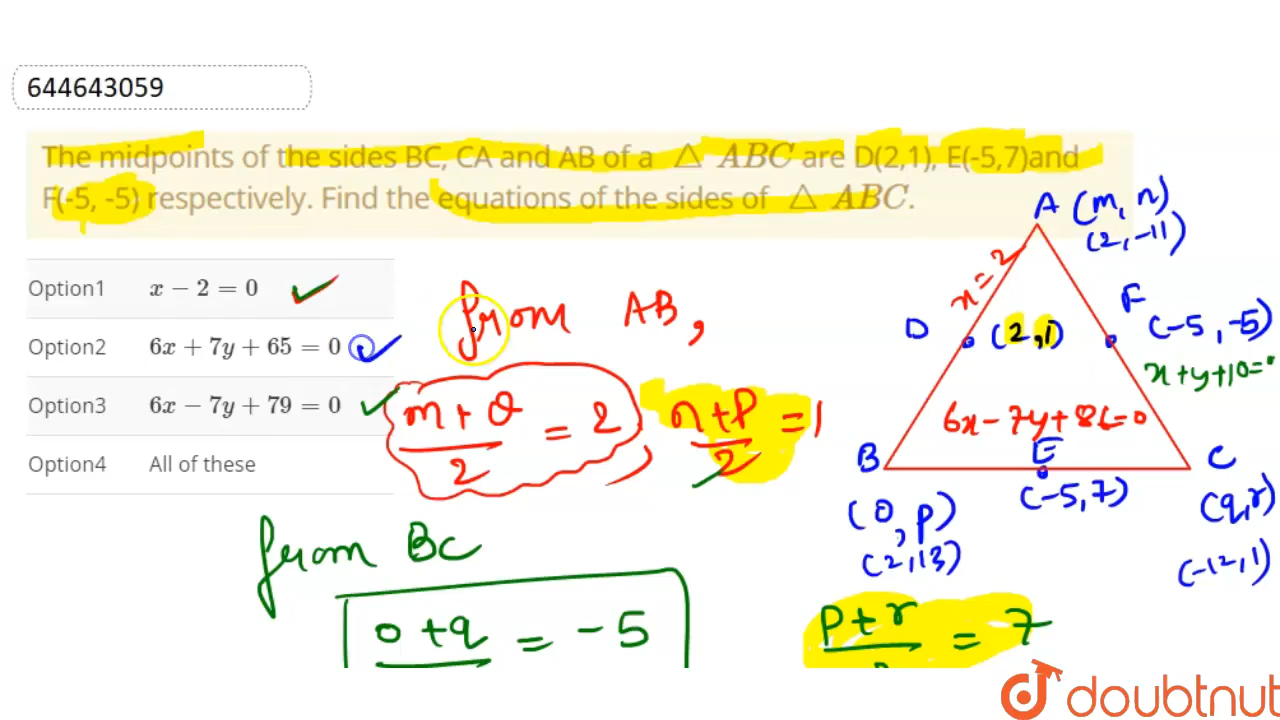 644643059
The midpoints of the sides BC, CA and AB of a △ ABC are D(2,1), E(-5,7)and
F(-5, -5) respectively. Find the equations of the sides of △ ABC.
Option1 x − 2 = 0
Option2 6x + 7y + 65 = 0
Option3 6x − 7y + 79 = 0
Option4 All of these
from AB,
m+o/2 = 2, n+p/2 = 1
from BC
o+q = -5
p+r = 7
A (m, n)
(2, -11)
x = 2
D (2,1)
F (-5, -5)
x+y+10=
6x-7y+ =0
B E C
(-5,7)
(o, p) (q,r)
(2,13) (-12,1)
doubtnut